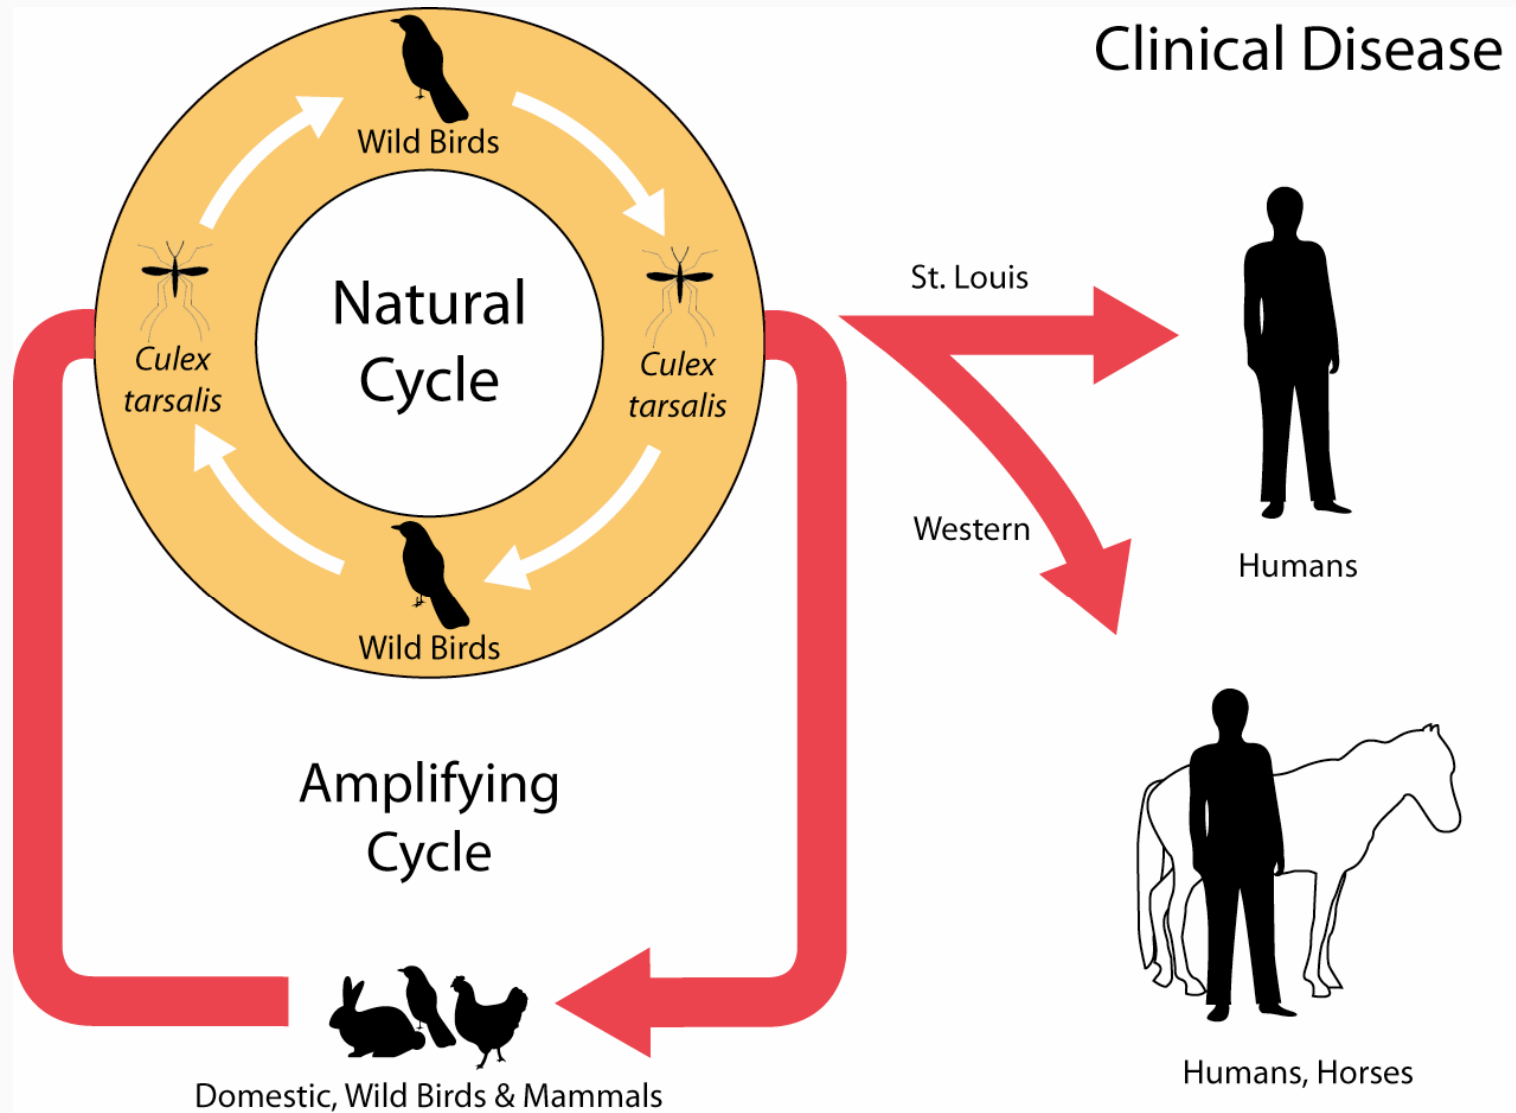 Clinical Disease
Wild Birds
Natural
Cycle
Culex
tarsalis
Culex
tarsalis
Wild Birds
St. Louis
Western
Humans
Amplifying
Cycle
Domestic, Wild Birds & Mammals
Humans, Horses